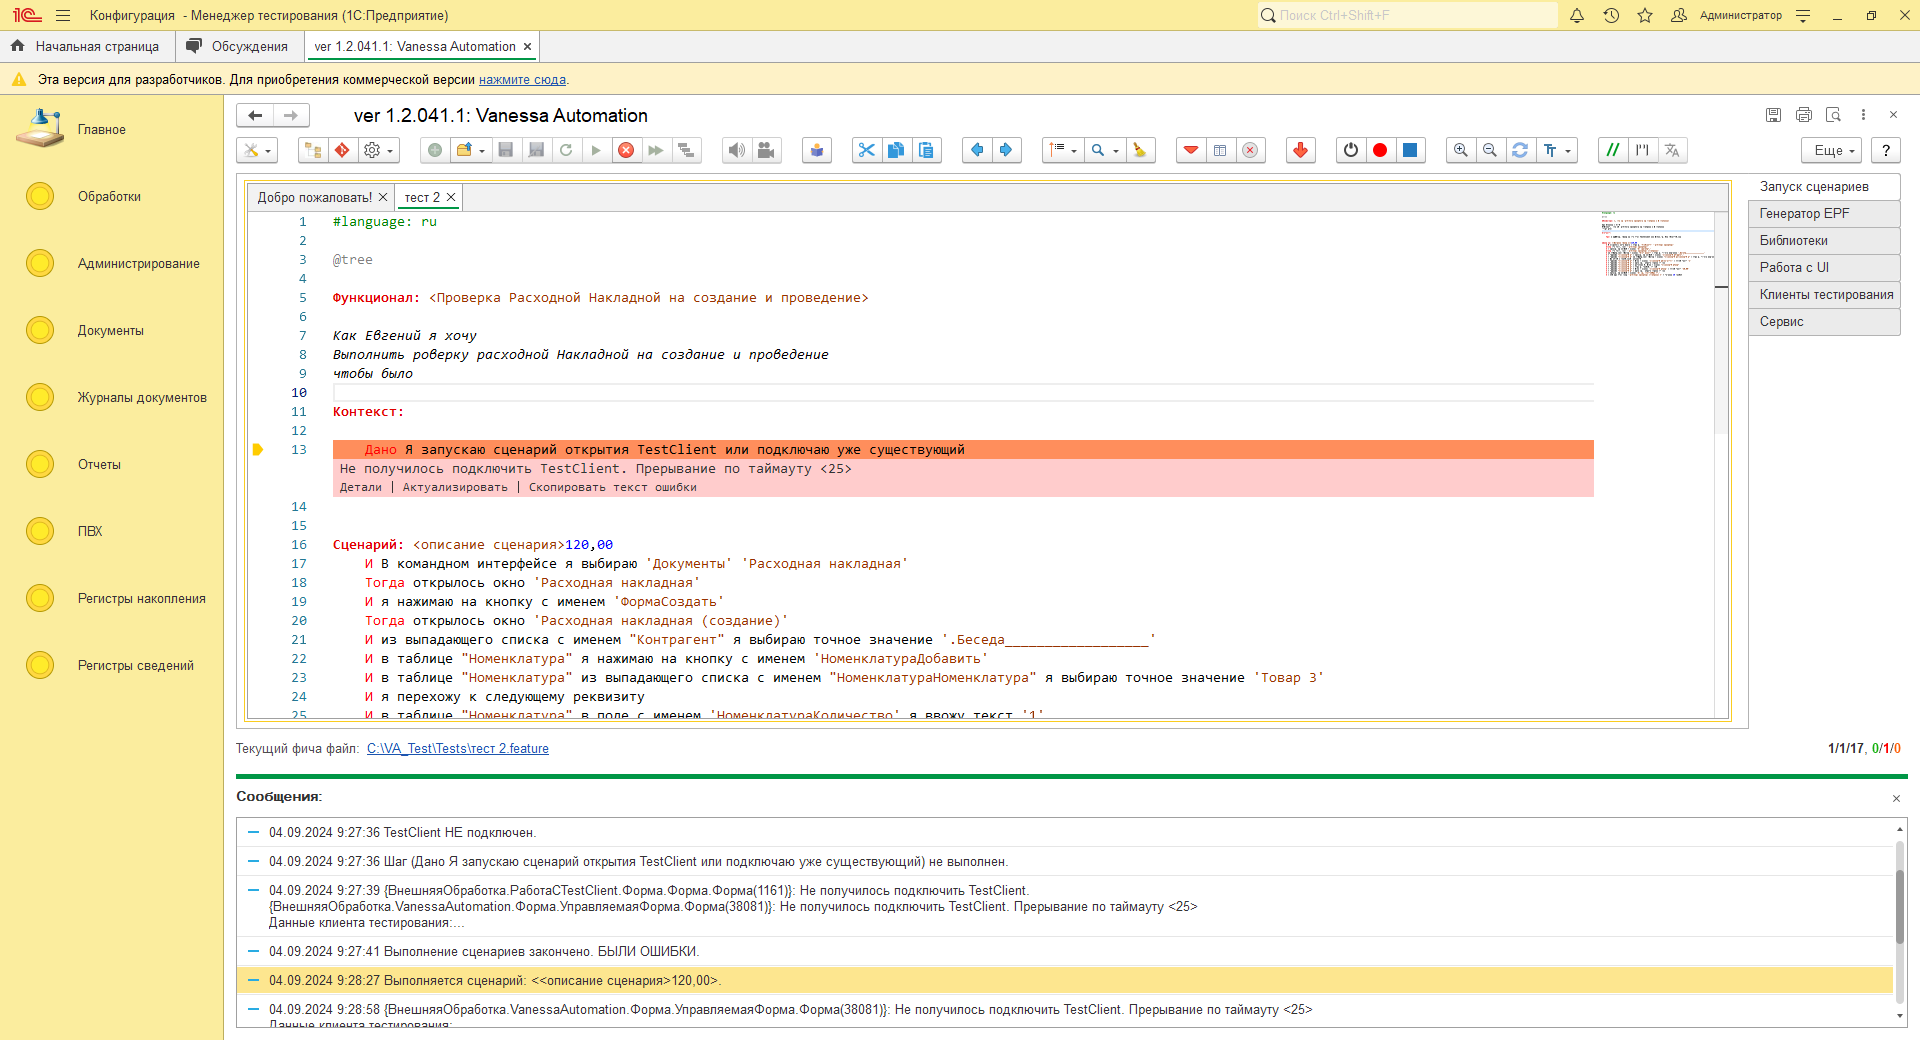 Конфигурация - Менеджер тестирования (1С:Предприятие)
Поиск Ctrl+Shift+F
Администратор
Начальная страница
Обсуждения
ver 1.2.041.1: Vanessa Automation
Эта версия для разработчиков. Для приобретения коммерческой версии нажмите сюда.
Главное
Обработки
Администрирование
Документы
Журналы документов
Отчеты
ПВХ
Регистры накопления
Регистры сведений
ver 1.2.041.1: Vanessa Automation
Еще
?
Добро пожаловать!
тест 2
1 #language: ru
2
3 @tree
4
5 Функционал: <Проверка Расходной Накладной на создание и проведение>
6
7 Как Евгений я хочу
8 Выполнить роверку расходной Накладной на создание и проведение
9 чтобы было
10
11 Контекст:
12
13 Дано Я запускаю сценарий открытия TestClient или подключаю уже существующий
Не получилось подключить TestClient. Прерывание по таймауту <25>
Детали | Актуализировать | Скопировать текст ошибки
14
15
16 Сценарий: <описание сценария>120,00
17 И В командном интерфейсе я выбираю 'Документы' 'Расходная накладная'
18 Тогда открылось окно 'Расходная накладная'
19 И я нажимаю на кнопку с именем 'ФормаСоздать'
20 Тогда открылось окно 'Расходная накладная (создание)'
21 И из выпадающего списка с именем "Контрагент" я выбираю точное значение '.Беседа__________________'
22 И в таблице "Номенклатура" я нажимаю на кнопку с именем 'НоменклатураДобавить'
23 И в таблице "Номенклатура" из выпадающего списка с именем "НоменклатураНоменклатура" я выбираю точное значение 'Товар 3'
24 И я перехожу к следующему реквизиту
25 И в таблице "Номенклатура" в поле с именем 'НоменклатураКоличество' я ввожу текст '1'
Запуск сценариев
Генератор EPF
Библиотеки
Работа с UI
Клиенты тестирования
Сервис
Текущий фича файл: C:\VA_Test\Tests\тест 2.feature
1/1/17, 0/1/0
Сообщения:
04.09.2024 9:27:36 TestClient НЕ подключен.
04.09.2024 9:27:36 Шаг (Дано Я запускаю сценарий открытия TestClient или подключаю уже существующий) не выполнен.
04.09.2024 9:27:39 {ВнешняяОбработка.РаботаСTestClient.Форма.Форма.Форма(1161)}: Не получилось подключить TestClient.
{ВнешняяОбработка.VanessaAutomation.Форма.УправляемаяФорма.Форма(38081)}: Не получилось подключить TestClient. Прерывание по таймауту <25>
Данные клиента тестирования:...
04.09.2024 9:27:41 Выполнение сценариев закончено. БЫЛИ ОШИБКИ.
04.09.2024 9:28:27 Выполняется сценарий: <<описание сценария>120,00>.
04.09.2024 9:28:58 {ВнешняяОбработка.VanessaAutomation.Форма.УправляемаяФорма.Форма(38081)}: Не получилось подключить TestClient. Прерывание по таймауту <25>
Данные клиента тестирования: